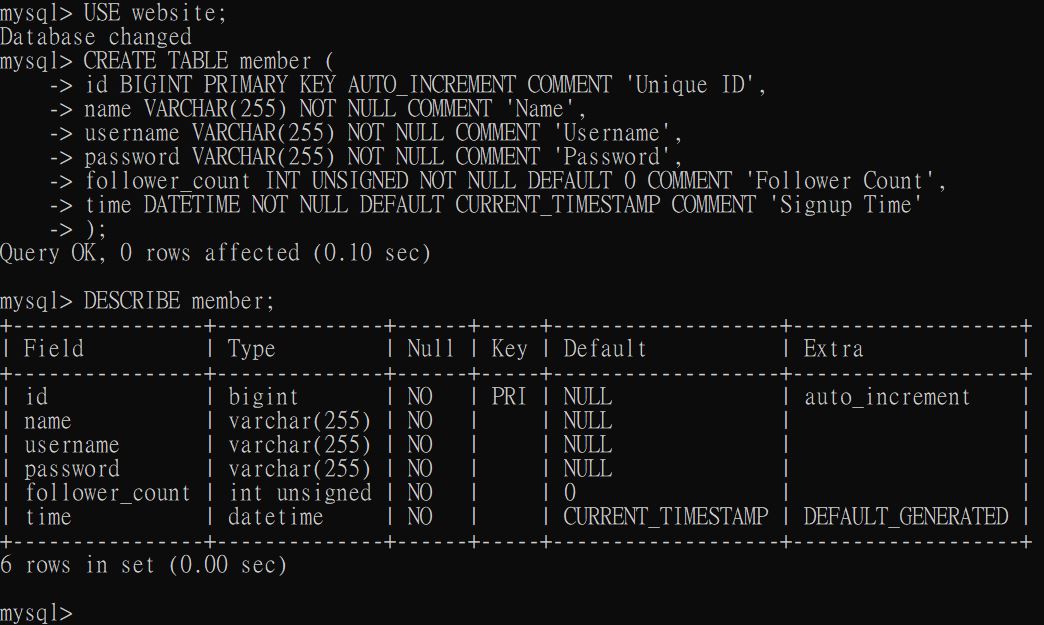 mysql> USE website;
Database changed
mysql> CREATE TABLE member (
    -> id BIGINT PRIMARY KEY AUTO_INCREMENT COMMENT 'Unique ID',
    -> name VARCHAR(255) NOT NULL COMMENT 'Name',
    -> username VARCHAR(255) NOT NULL COMMENT 'Username',
    -> password VARCHAR(255) NOT NULL COMMENT 'Password',
    -> follower_count INT UNSIGNED NOT NULL DEFAULT 0 COMMENT 'Follower Count',
    -> time DATETIME NOT NULL DEFAULT CURRENT_TIMESTAMP COMMENT 'Signup Time'
    -> );
Query OK, 0 rows affected (0.10 sec)

mysql> DESCRIBE member;
+----------------+--------------+------+-----+-------------------+-------------------+
| Field          | Type         | Null | Key | Default           | Extra             |
+----------------+--------------+------+-----+-------------------+-------------------+
| id             | bigint       | NO   | PRI | NULL              | auto_increment    |
| name           | varchar(255) | NO   |     | NULL              |                   |
| username       | varchar(255) | NO   |     | NULL              |                   |
| password       | varchar(255) | NO   |     | NULL              |                   |
| follower_count | int unsigned | NO   |     | 0                 |                   |
| time           | datetime     | NO   |     | CURRENT_TIMESTAMP | DEFAULT_GENERATED |
+----------------+--------------+------+-----+-------------------+-------------------+
6 rows in set (0.00 sec)

mysql>